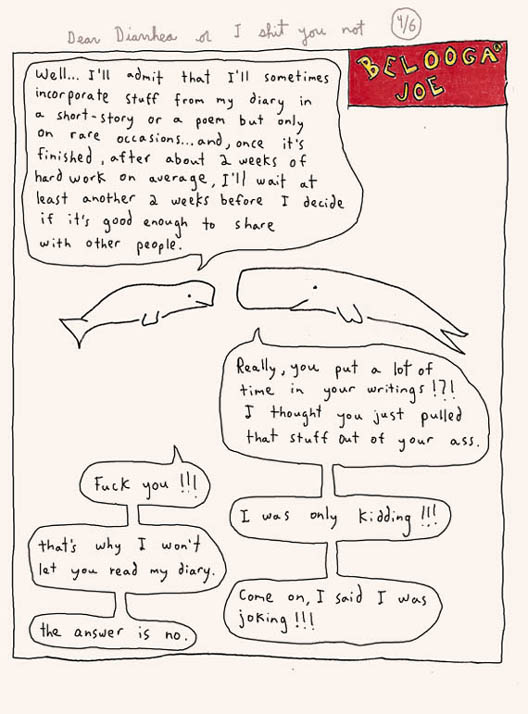 Dear Diarrhea or I shit you not 4/6
BELOOGA
JOE
Well... I'll admit that I'll sometimes
incorporate stuff from my diary in
a short-story or a poem but only
on rare occasions...and, once it's
finished, after about 2 weeks of
hard work on average, I'll wait at
least another 2 weeks before I decide
if it's good enough to share
with other people.
Really, you put a lot of
time in your writings !?!
I thought you just pulled
that stuff out of your ass.
Fuck you !!!
I was only kidding !!!
that's why I won't
let you read my diary.
Come on, I said I was
joking !!!
the answer is no.